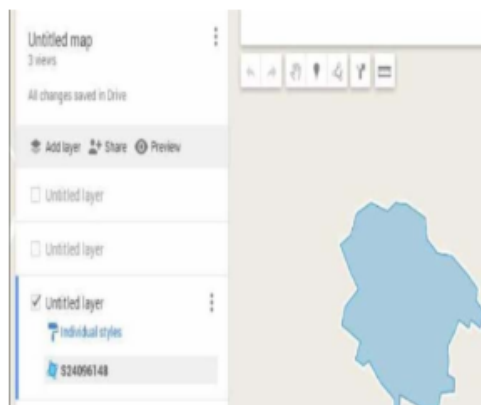 Untitled map
3 views
All changes saved in Drive
Add layer Share Preview
Untitled layer
Untitled layer
Untitled layer
Individual styles
S24096148